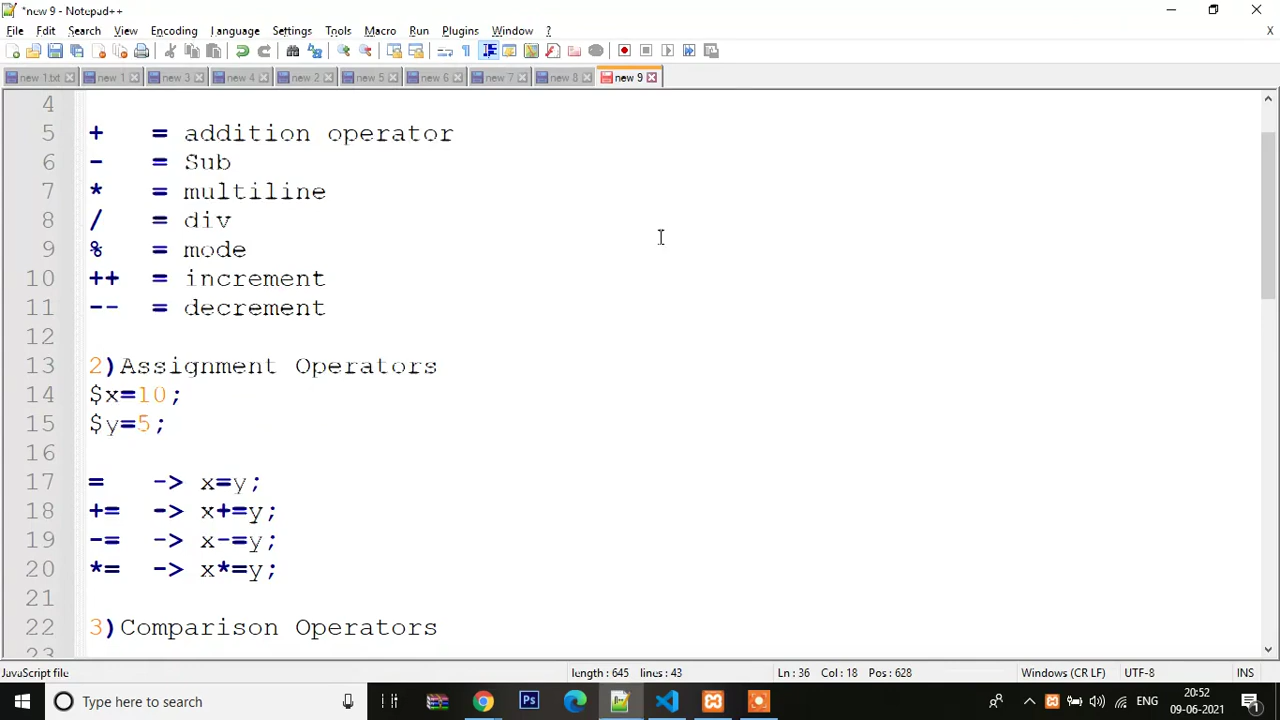 *new 9 - Notepad++
File Edit Search View Encoding Language Settings Tools Macro Run Plugins Window ?
X
new 1.txt new 1 new 3 new 4 new 2 new 5 new 6 new 7 new 8 new 9
4
5 + = addition operator
6 - = Sub
7 * = multiline
8 / = div
9 % = mode
10 ++ = increment
11 -- = decrement
12
13 2)Assignment Operators
14 $x=10;
15 $y=5;
16
17 = -> x=y;
18 += -> x+=y;
19 -= -> x-=y;
20 *= -> x*=y;
21
22 3)Comparison Operators
23
JavaScript file length : 645 lines : 43 Ln : 36 Col : 18 Pos : 628 Windows (CR LF) UTF-8 INS
Type here to search Ps ENG 20:52
09-06-2021 1